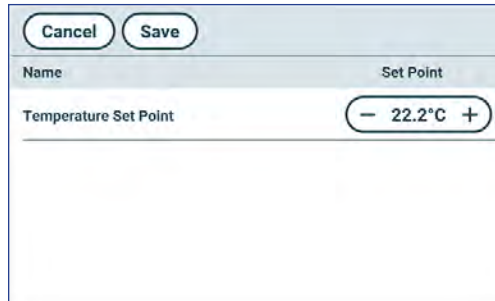 Cancel Save
Name Set Point
Temperature Set Point − 22.2°C +